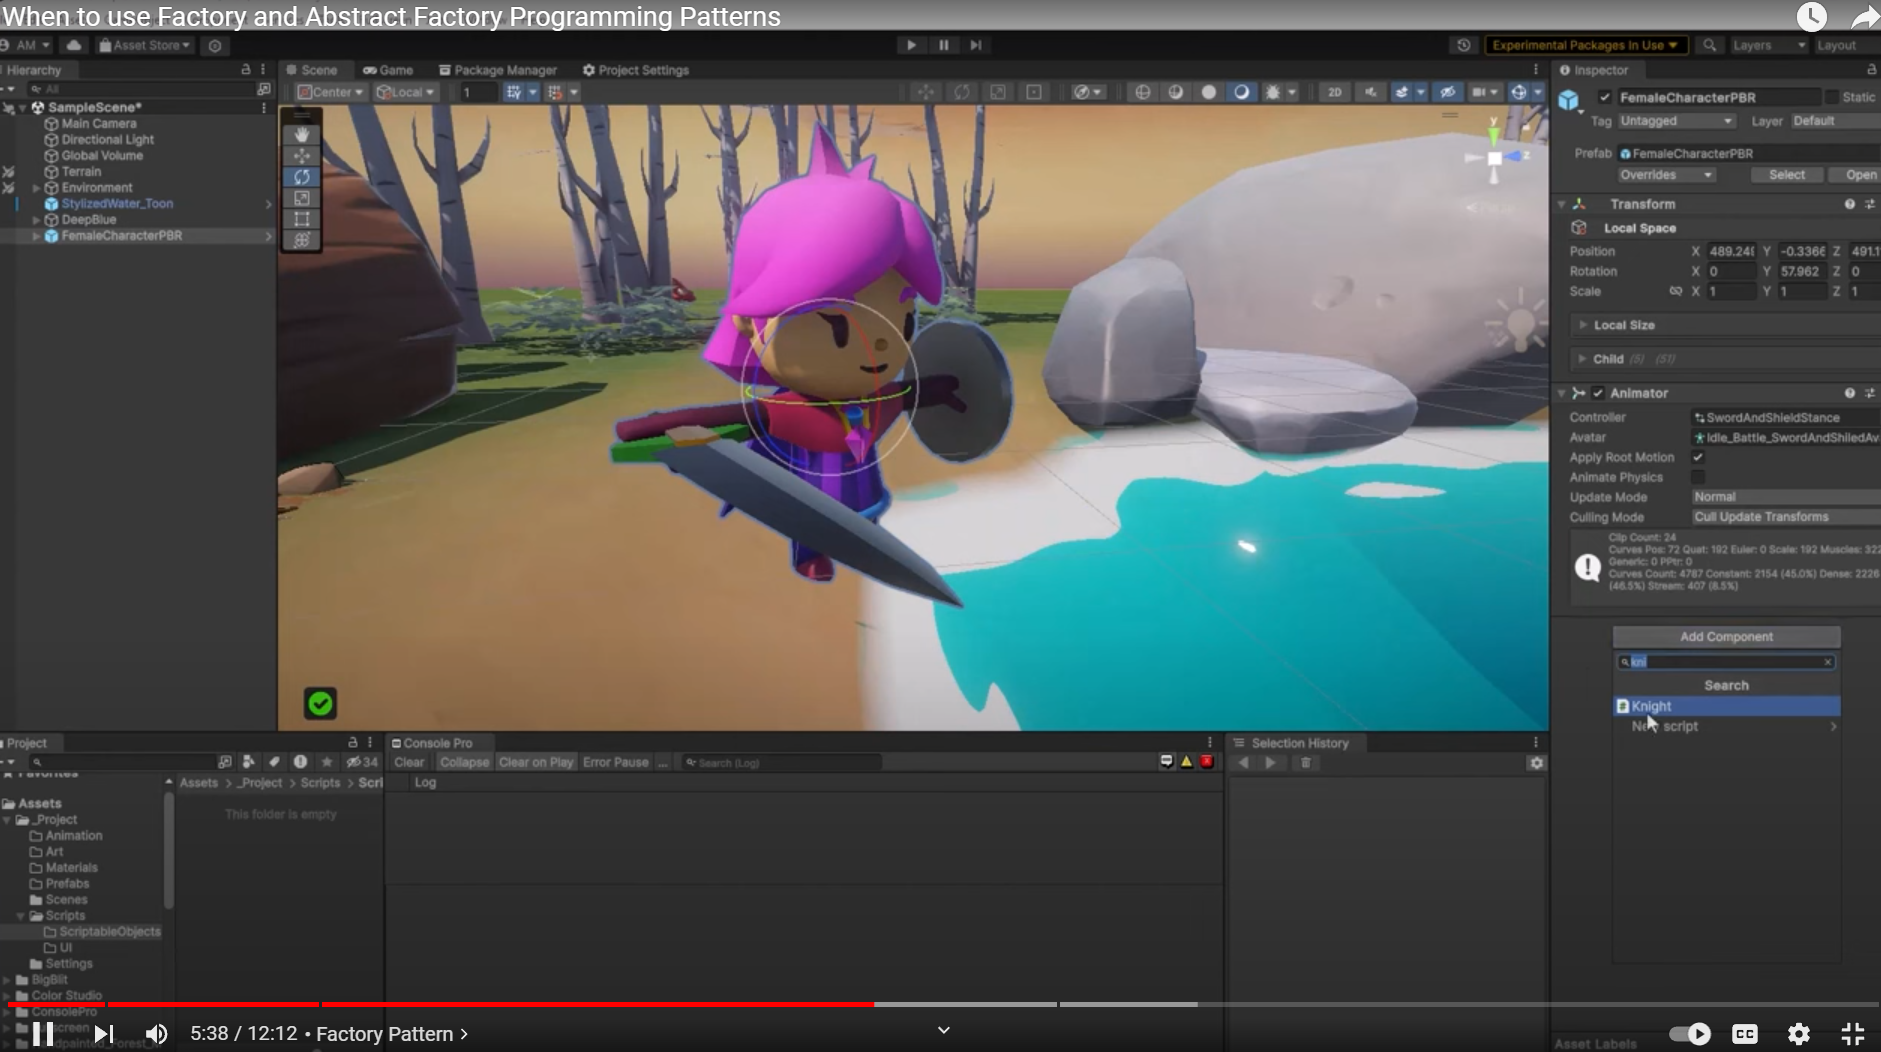 When to use Factory and Abstract Factory Programming Patterns
AM
Asset Store
Experimental Packages In Use
Layers
Layout
Hierarchy
All
SampleScene*
Main Camera
Directional Light
Global Volume
Terrain
Environment
StylizedWater_Toon
DeepBlue
FemaleCharacterPBR
Scene
Game
Package Manager
Project Settings
Center
Local
1
2D
y
z
Inspector
FemaleCharacterPBR
Static
Tag Untagged Layer Default
Prefab FemaleCharacterPBR
Overrides Select Open
Transform
Local Space
Position X 489.249 Y -0.3366 Z 491.1
Rotation X 0 Y 57.962 Z 0
Scale X 1 Y 1 Z 1
Local Size
Child (5) (51)
Animator
Controller SwordAndShieldStance
Avatar Idle_Battle_SwordAndShiledAv
Apply Root Motion
Animate Physics
Update Mode Normal
Culling Mode Cull Update Transforms
Clip Count: 24
Curves Pos: 72 Quat: 192 Euler: 0 Scale: 192 Muscles: 322
Generic: 0 PPtr: 0
Curves Count: 4787 Constant: 2154 (45.0%) Dense: 2226
(46.5%) Stream: 407 (8.5%)
Add Component
kni
Search
Knight
script
Project
34
Favorites
Assets
_Project
Animation
Art
Materials
Prefabs
Scenes
Scripts
ScriptableObjects
UI
Settings
BigBlit
Color Studio
ConsolePro
Assets > _Project > Scripts > Scri
This folder is empty
Console Pro
Clear Collapse Clear on Play Error Pause ...
Search (Log)
Log
Selection History
5:38 / 12:12 • Factory Pattern >
CC
Asset Labels